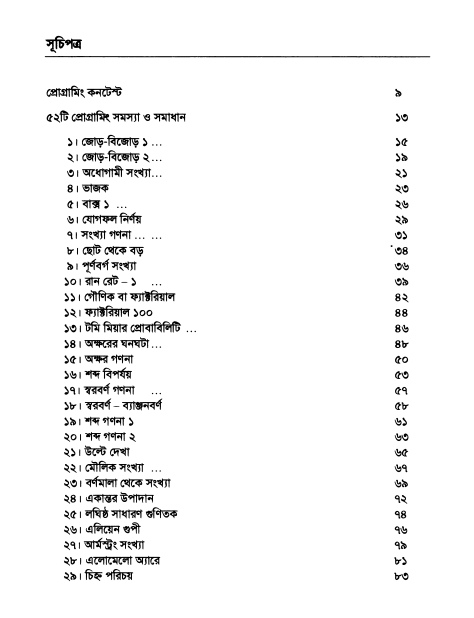 সূচিপত্র
প্রোগ্রামিং কনটেস্ট ৯
৫২টি প্রোগ্রামিং সমস্যা ও সমাধান ১৩
১। জোড়-বিজোড় ১ ... ১৫
২। জোড়-বিজোড় ২ ... ১৯
৩। অধোগামী সংখ্যা... ২১
৪। ভাজক ২৩
৫। বাক্স ১ ... ২৬
৬। যোগফল নির্ণয় ২৯
৭। সংখ্যা গণনা ... ... ৩১
৮। ছোট থেকে বড় ৩৪
৯। পূর্ণবর্গ সংখ্যা ৩৬
১০। রান রেট – ১ ... ৩৯
১১। গৌণিক বা ফ্যাক্টরিয়াল ৪২
১২। ফ্যাক্টরিয়াল ১০০ ৪৪
১৩। টমি মিয়ার প্রোবাবিলিটি ... ৪৬
১৪। অক্ষরের ঘনঘটা ... ৪৮
১৫। অক্ষর গণনা ৫০
১৬। শব্দ বিপর্যয় ৫৩
১৭। স্বরবর্ণ গণনা ... ৫৭
১৮। স্বরবর্ণ – ব্যাঞ্জনবর্ণ ৫৮
১৯। শব্দ গণনা ১ ৬১
২০। শব্দ গণনা ২ ৬৩
২১। উল্টে দেখা ৬৫
২২। মৌলিক সংখ্যা ... ৬৭
২৩। বর্ণমালা থেকে সংখ্যা ৬৯
২৪। একান্তর উপাদান ৭২
২৫। লঘিষ্ঠ সাধারণ গুণিতক ৭৪
২৬। এলিয়েন গুপী ৭৬
২৭। আর্মস্ট্রং সংখ্যা ৭৯
২৮। এলোমেলো অ্যারে ৮১
২৯। চিহ্ন পরিচয় ৮৩